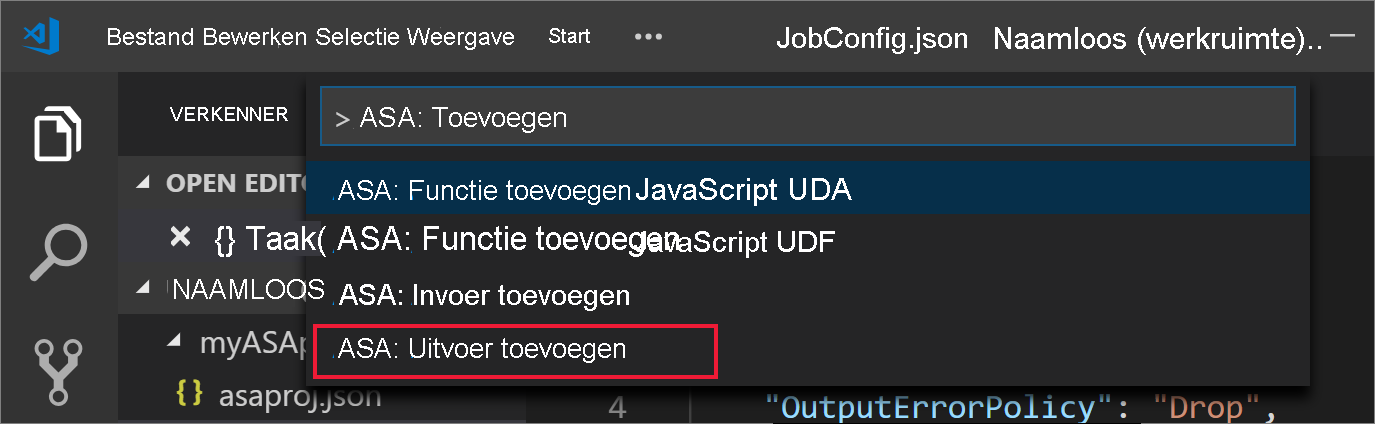 Bestand Bewerken Selectie Weergave Start ••• JobConfig.json Naamloos (werkruimte)..
VERKENNER
> ASA: Toevoegen
OPEN EDITO
ASA: Functie toevoegen JavaScript UDA
{} Taak(
ASA: Functie toevoegen JavaScript UDF
NAAMLOOS
ASA: Invoer toevoegen
myASAp
ASA: Uitvoer toevoegen
{} asaproj.json
4 "OutputErrorPolicy": "Drop",